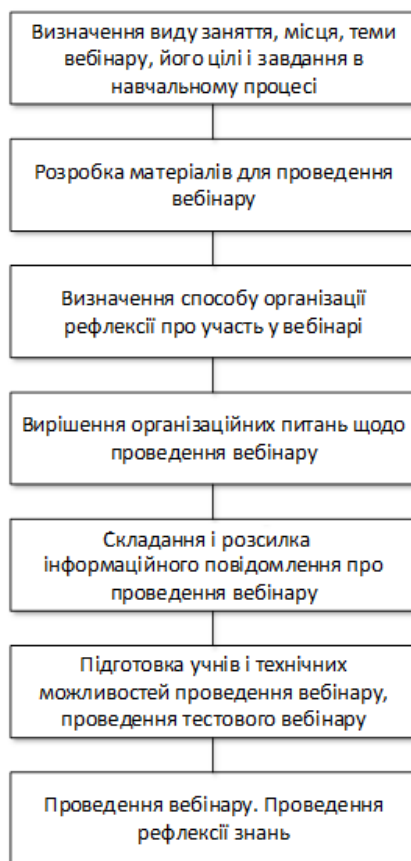 Визначення виду заняття, місця, теми
вебінару, його цілі і завдання в
навчальному процесі
Розробка матеріалів для проведення
вебінару
Визначення способу організації
рефлексії про участь у вебінарі
Вирішення організаційних питань щодо
проведення вебінару
Складання і розсилка
інформаційного повідомлення про
проведення вебінару
Підготовка учнів і технічних
можливостей проведення вебінару,
проведення тестового вебінару
Проведення вебінару. Проведення
рефлексії знань